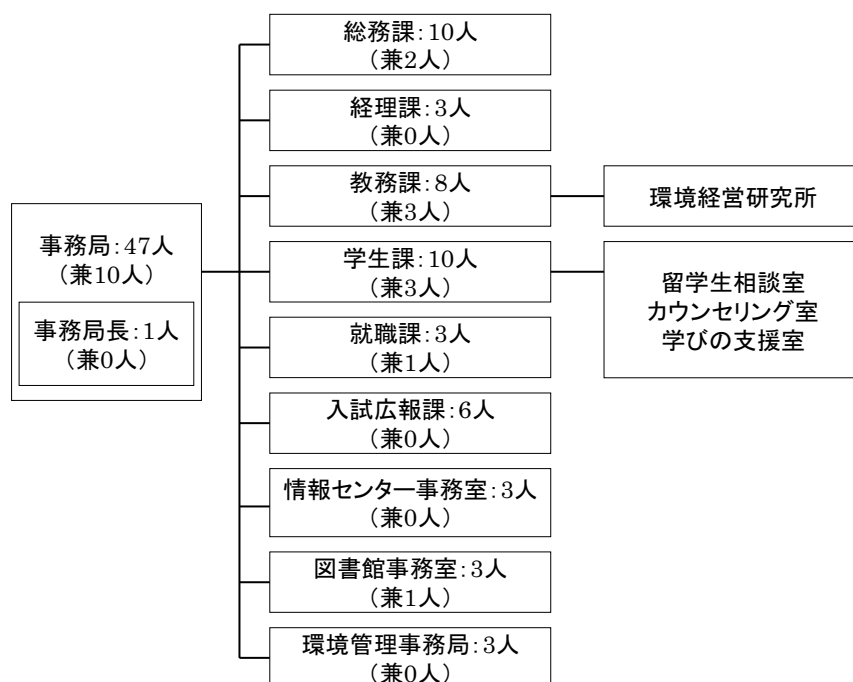 総務課：10人
（兼2人）
経理課：3人
（兼0人）
教務課：8人
（兼3人）
環境経営研究所
事務局：47人
（兼10人）
事務局長：1人
（兼0人）
学生課：10人
（兼3人）
留学生相談室
カウンセリング室
学びの支援室
就職課：3人
（兼1人）
入試広報課：6人
（兼0人）
情報センター事務室：3人
（兼0人）
図書館事務室：3人
（兼1人）
環境管理事務局：3人
（兼0人）